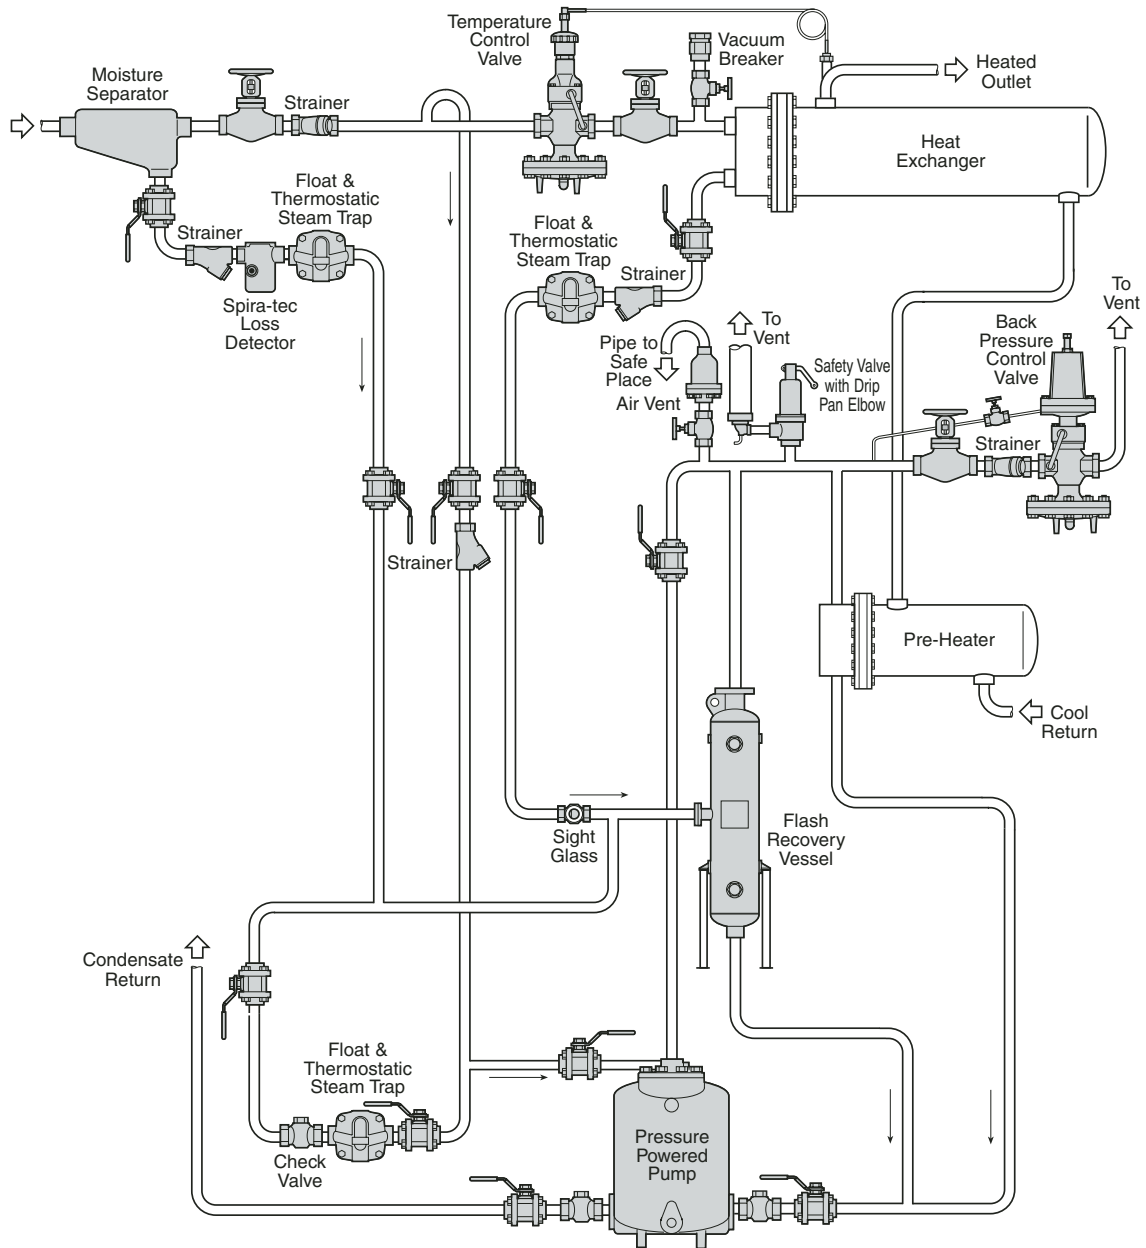 Temperature
Control
Valve
Vacuum
Breaker
Heated
Outlet
Moisture
Separator
Strainer
Heat
Exchanger
Float &
Thermostatic
Steam Trap
Float &
Thermostatic
Steam Trap
Strainer
Strainer
Spira-tec
Loss
Detector
To
Vent
To
Vent
Back
Pressure
Control
Valve
Pipe to
Safe
Place
Safety Valve
with Drip
Pan Elbow
Air Vent
Strainer
Strainer
Pre-Heater
Cool
Return
Sight
Glass
Flash
Recovery
Vessel
Condensate
Return
Float &
Thermostatic
Steam Trap
Check
Valve
Pressure
Powered
Pump